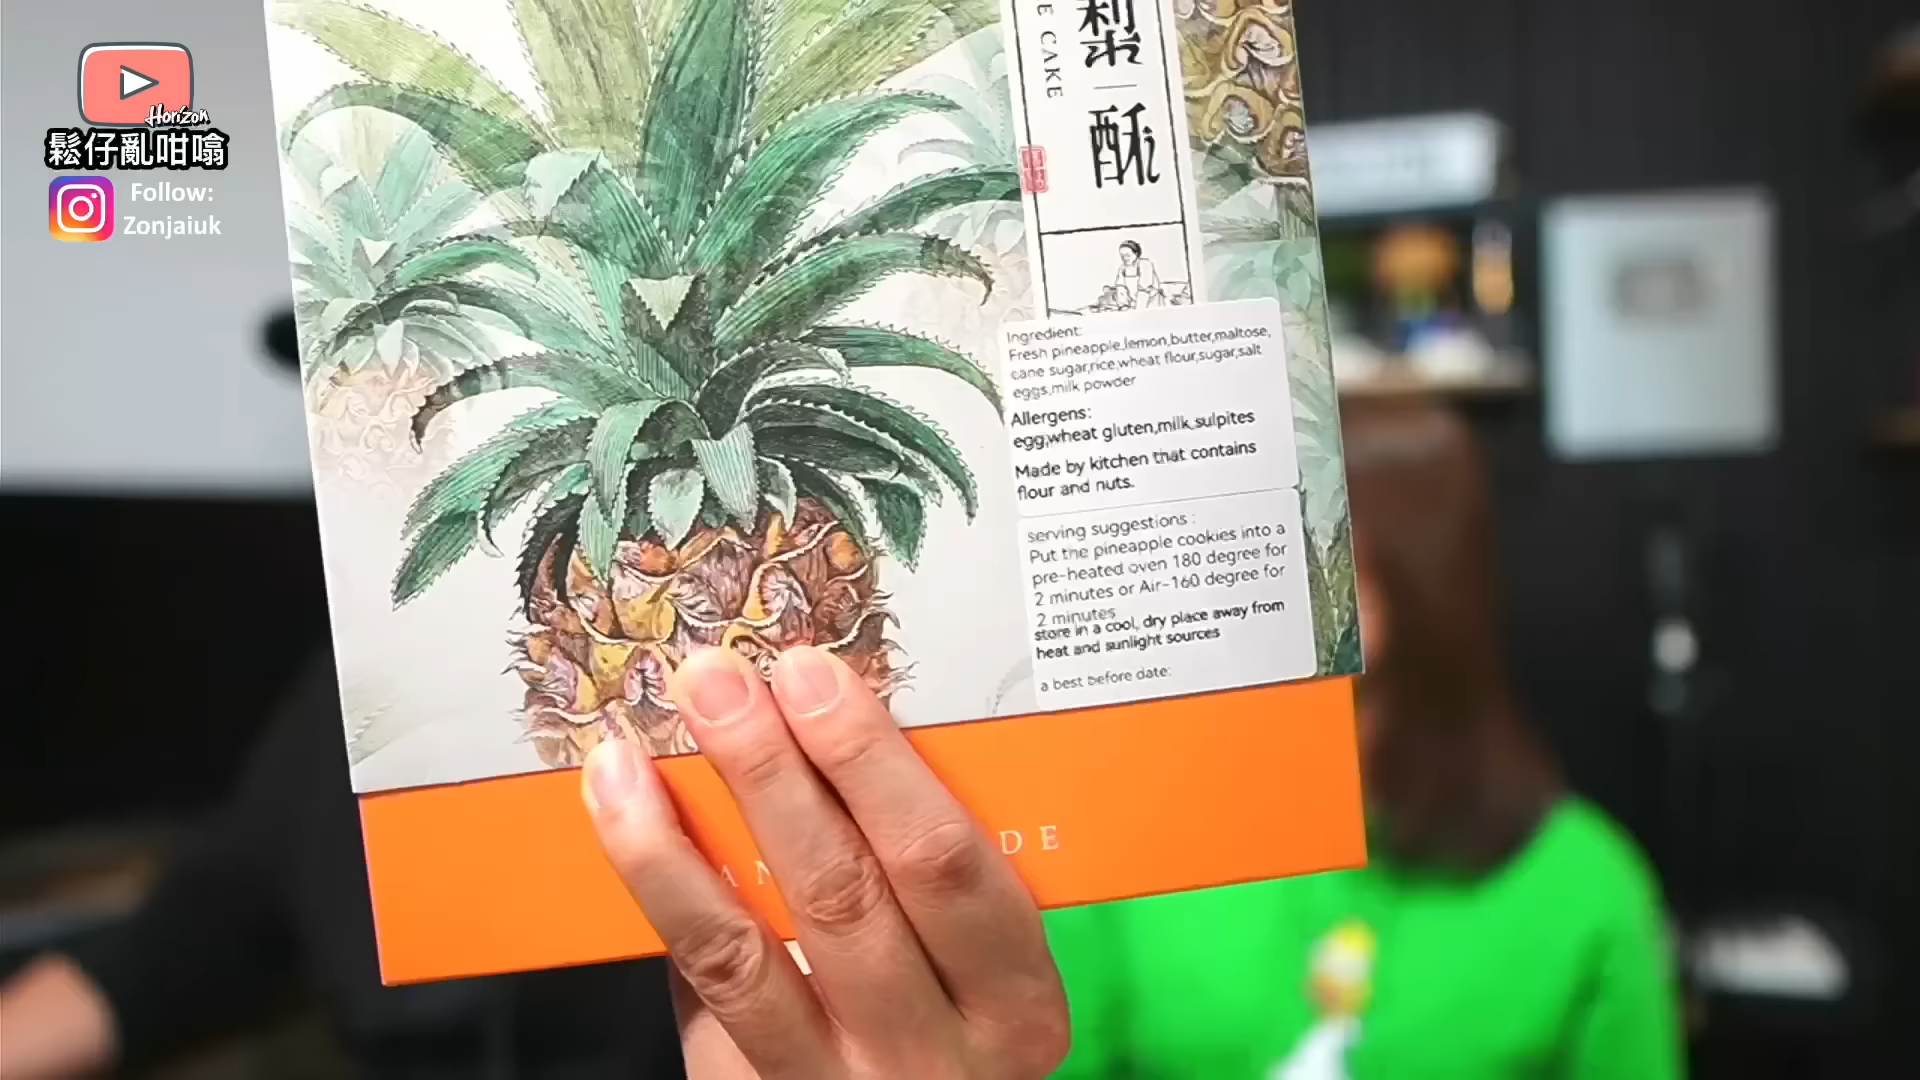 Horizon
鬆仔亂咁噏
Follow:
Zonjaiuk
E CAKE
酥
Ingredient:
Fresh pineapple,lemon,butter,maltose,
cane sugar,rice,wheat flour,sugar,salt
eggs,milk powder
Allergens:
egg,wheat gluten,milk,sulpites
Made by kitchen that contains
flour and nuts.
serving suggestions :
Put the pineapple cookies into a
pre-heated oven 180 degree for
2 minutes or Air-160 degree for
2 minutes
store in a cool, dry place away from
heat and sunlight sources
a best before date:
AN
DE